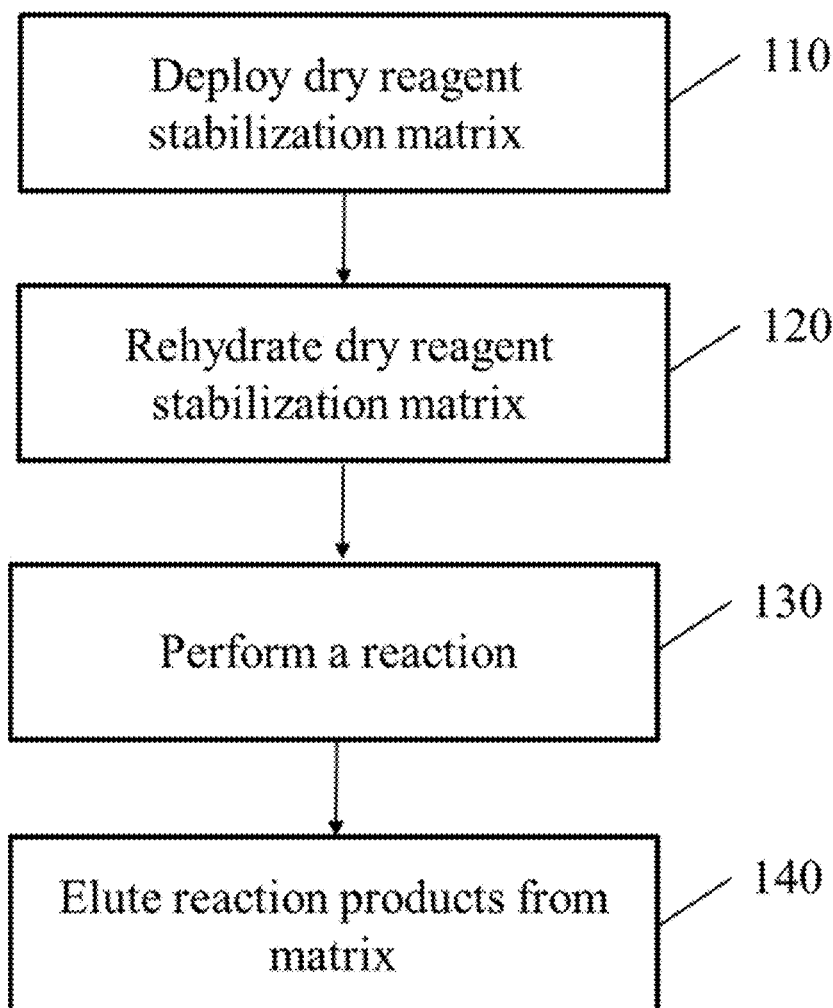 Deploy dry reagent
stabilization matrix
110
Rehydrate dry reagent
stabilization matrix
120
Perform a reaction
130
Elute reaction products from
matrix
140